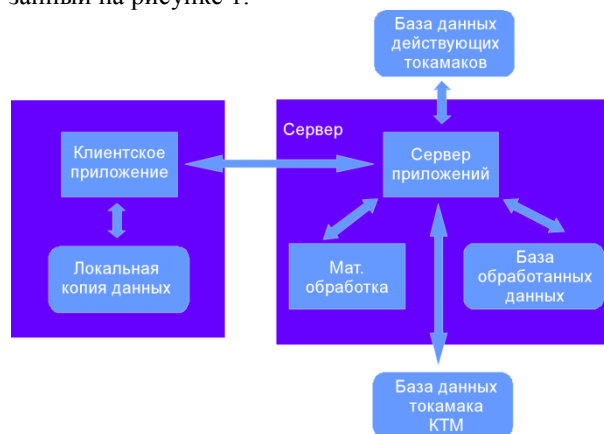 занный на рисунке 1.
База данных
действующих
токамаков
Сервер
Клиентское
приложение
Сервер
приложений
Локальная
копия данных
Мат.
обработка
База
обработанных
данных
База данных
токамака
КТМ